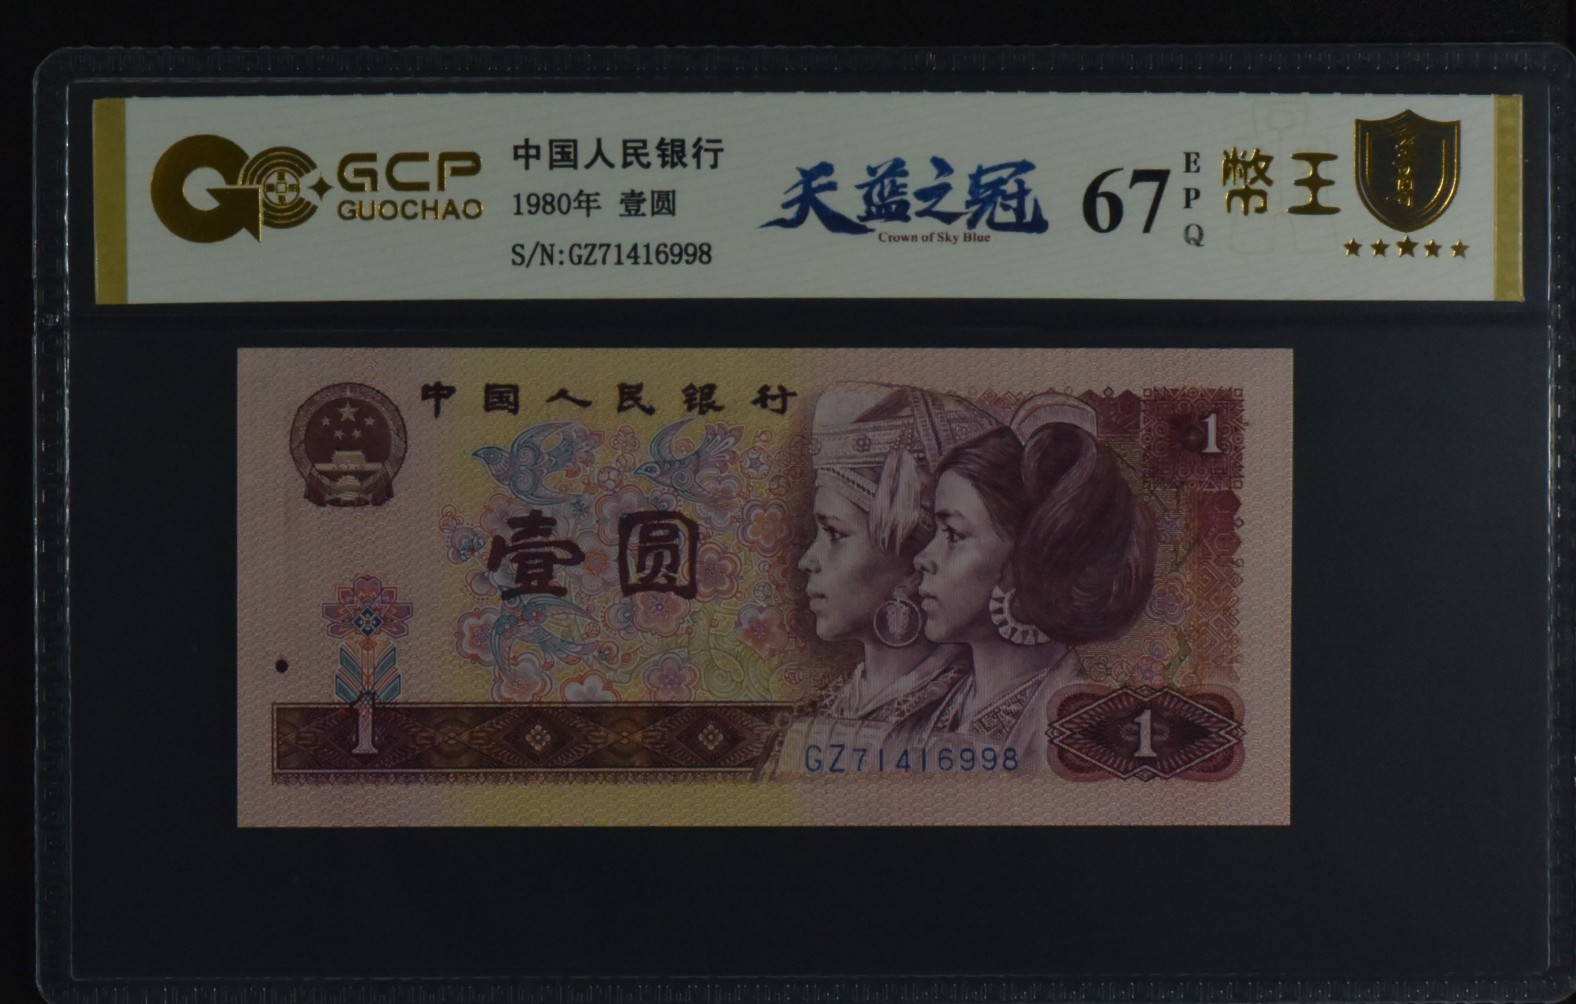 GCP
GUOCHAO
中国人民银行
1980年 壹圆
S/N:GZ71416998
天蓝之冠
Crown of Sky Blue
67
EPQ
幣王
中国人民银行
1
壹圆
1
GZ71416998
1